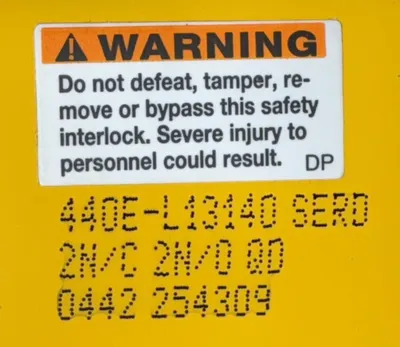 WARNING
Do not defeat, tamper, re-
move or bypass this safety
interlock. Severe injury to
personnel could result. DP
440E-L13140 SERD
2N/C 2N/O QD
0442 254309